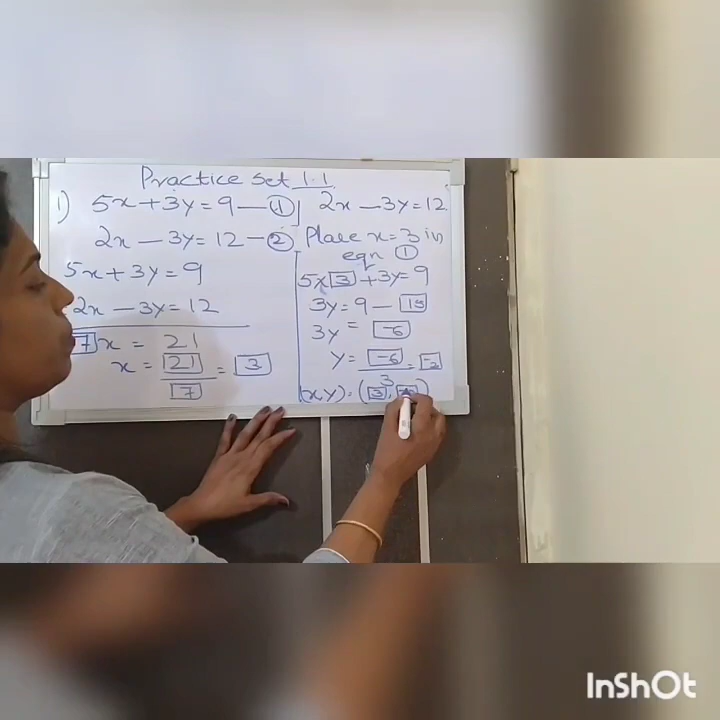 Practice Set 1.1
1) 5x + 3y = 9 — ①
2x — 3y = 12 — ②
5x + 3y = 9
2x — 3y = 12
7x = 21
x = 21 = 3
7
2x — 3y = 12
Place x = 3 in
eqn ①
5x 3 + 3y = 9
3y = 9 — 15
3y = -6
y = -6 = -2
3
(x y) = (3,
InShOt